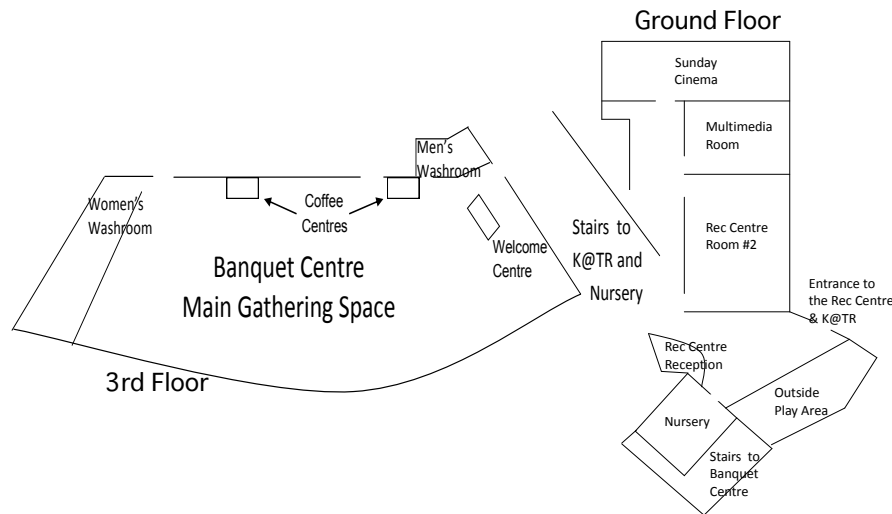 Ground Floor
Sunday
Cinema
Multimedia
Room
Men's
Washroom
Women's
Washroom
Coffee
Centres
Welcome
Centre
Stairs to
K@TR and
Nursery
Rec Centre
Room #2
Banquet Centre
Main Gathering Space
Entrance to
the Rec Centre
& K@TR
3rd Floor
Rec Centre
Reception
Outside
Play Area
Nursery
Stairs to
Banquet
Centre